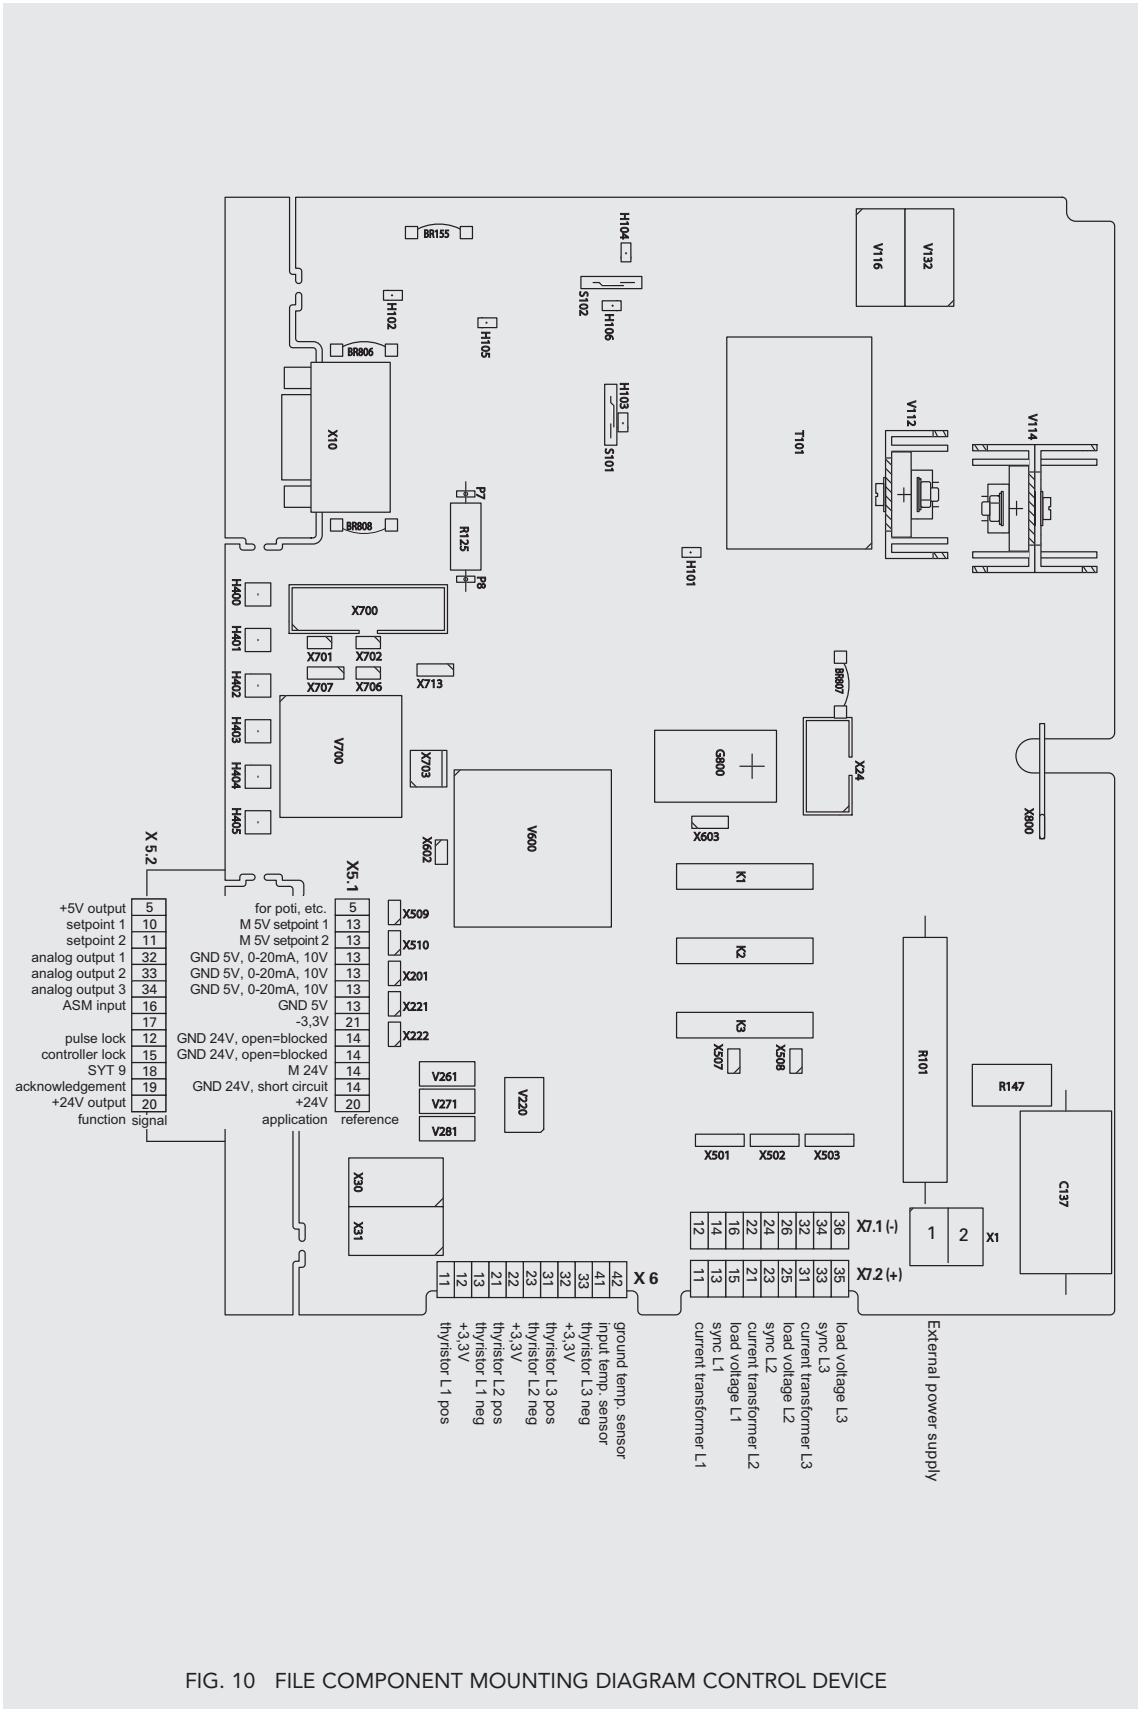 H104
V116
V132
BR155
S102
H102
H106
H105
BR806
H103
V112
V114
X10
T101
S101
P7
BR808
R125
H101
P8
H400
X700
H401
X701
X702
H402
X707
X706
X713
BR807
H403
V700
X703
G800
X24
H404
X800
H405
X602
V600
X603
X 5.2
X5.1
K1
+5V output 5 for poti, etc. 5
X509
setpoint 1 10 M 5V setpoint 1 13
setpoint 2 11 M 5V setpoint 2 13
X510
analog output 1 32 GND 5V, 0-20mA, 10V 13
K2
analog output 2 33 GND 5V, 0-20mA, 10V 13
X201
analog output 3 34 GND 5V, 0-20mA, 10V 13
ASM input 16 GND 5V 13
X221
17 -3,3V 21
K3
pulse lock 12 GND 24V, open=blocked 14
X222
controller lock 15 GND 24V, open=blocked 14
X507
X508
R101
SYT 9 18 M 24V 14
acknowledgement 19 GND 24V, short circuit 14
+24V output 20 +24V 20
function signal application reference
V261
V271
V281
V220
R147
X501
X502
X503
C137
X30
X31
12 14 16 22 24 26 32 34 36 X7.1 (-)
1 2 X1
11 13 15 21 23 25 31 33 35 X7.2 (+)
11 12 13 21 22 23 31 32 33 41 42 X 6
thyristor L1 pos
+3,3V
thyristor L1 neg
thyristor L2 pos
+3,3V
thyristor L2 neg
thyristor L3 pos
+3,3V
thyristor L3 neg
input temp. sensor
ground temp. sensor
current transformer L1
sync L1
load voltage L1
current transformer L2
sync L2
load voltage L2
current transformer L3
sync L3
load voltage L3
External power supply
FIG. 10 FILE COMPONENT MOUNTING DIAGRAM CONTROL DEVICE